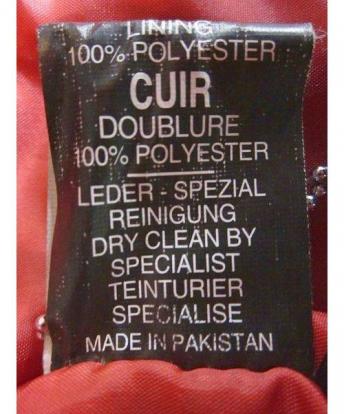 LINING
100% POLYESTER
CUIR
DOUBLURE
100% POLYESTER
LEDER - SPEZIAL
REINIGUNG
DRY CLEAN BY
SPECIALIST
TEINTURIER
SPECIALISE
MADE IN PAKISTAN